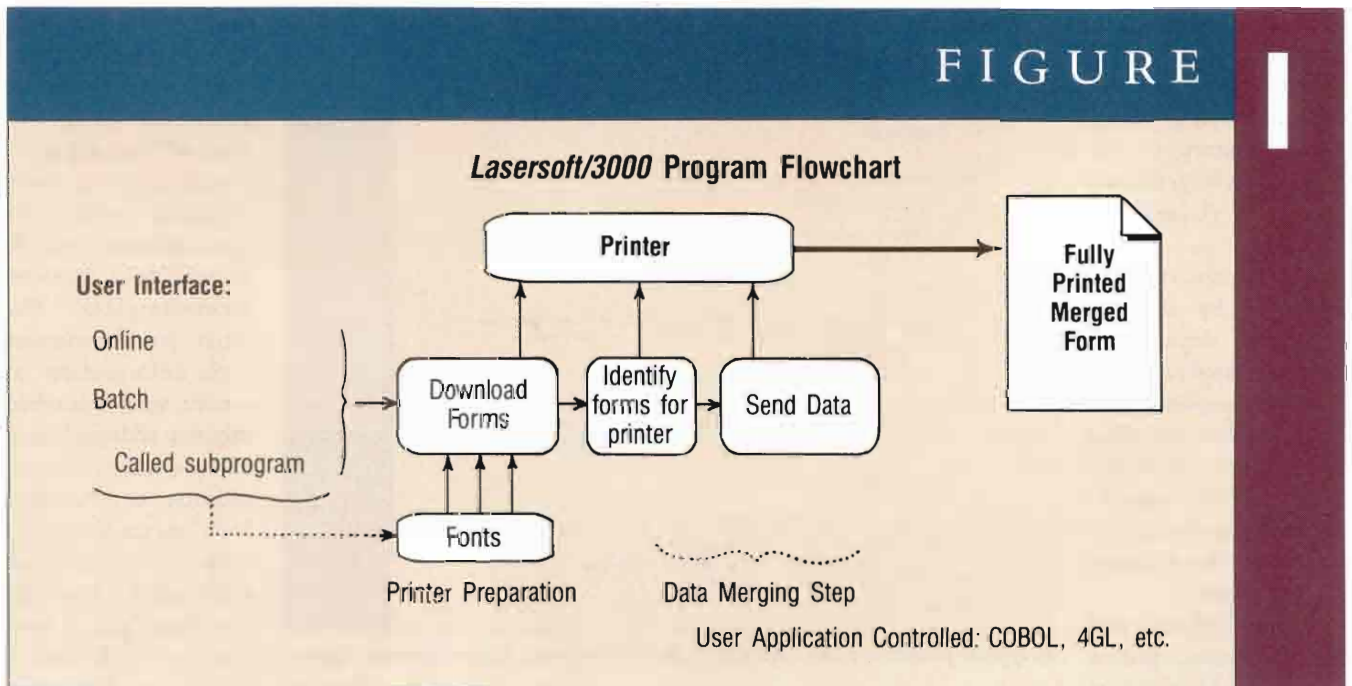 FIGURE 1
Lasersoft/3000 Program Flowchart
Printer
Fully
Printed
Merged
Form
User Interface:
Online
Batch
Called subprogram
Download
Forms
Identify
forms for
printer
Send Data
Fonts
Printer Preparation
Data Merging Step
User Application Controlled: COBOL, 4GL, etc.